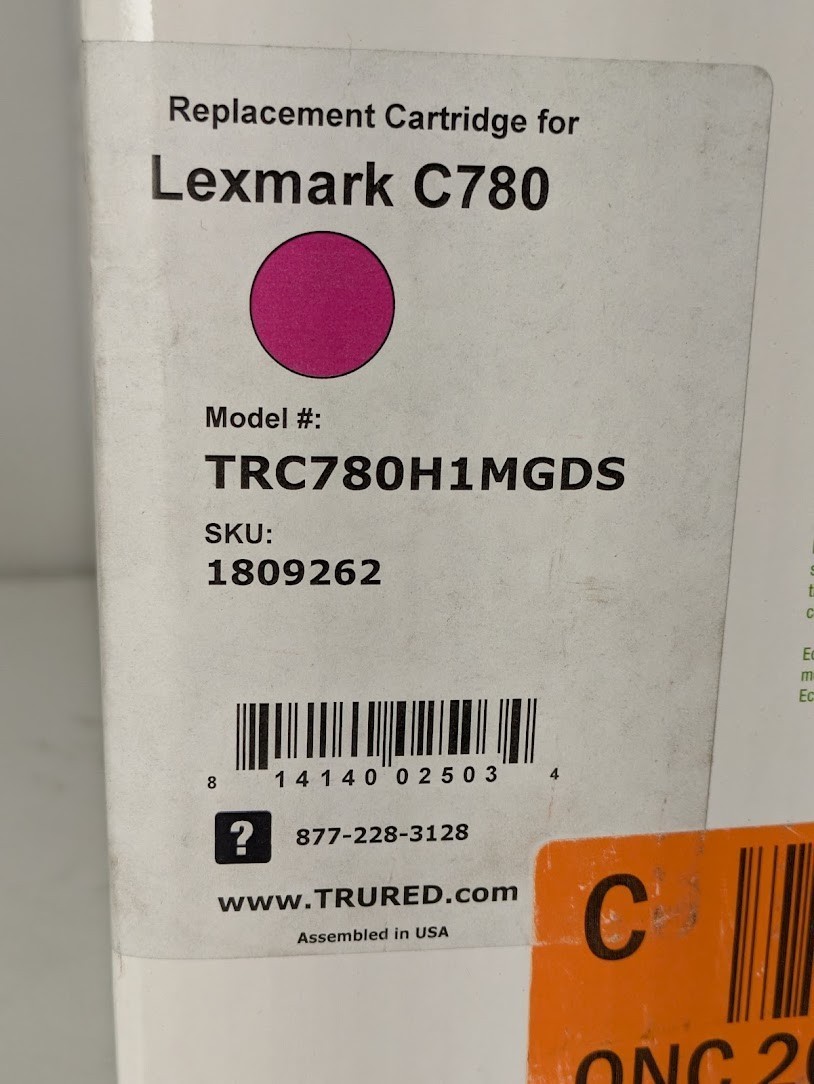 Replacement Cartridge for
Lexmark C780
Model #:
TRC780H1MGDS
SKU:
1809262
8 14140 02503 4
? 877-228-3128
www.TRURED.com
Assembled in USA
C
ONC